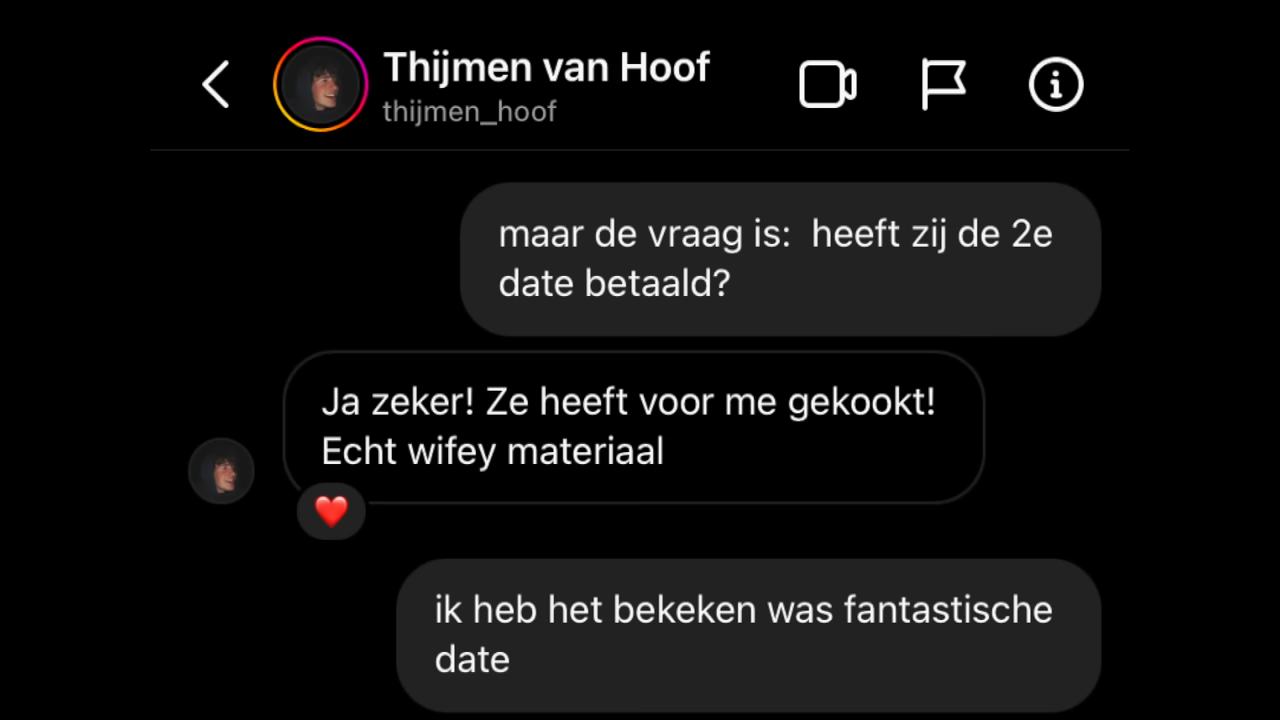 Thijmen van Hoof
thijmen_hoof
maar de vraag is:  heeft zij de 2e
date betaald?
Ja zeker! Ze heeft voor me gekookt!
Echt wifey materiaal
ik heb het bekeken was fantastische
date